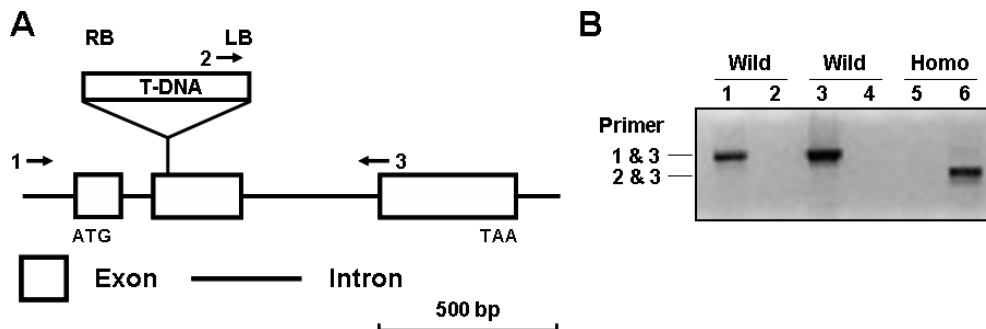 A
RB LB
2
T-DNA
1
3
ATG TAA
Exon Intron
500 bp
B
Wild Wild Homo
1 2 3 4 5 6
Primer
1 & 3
2 & 3